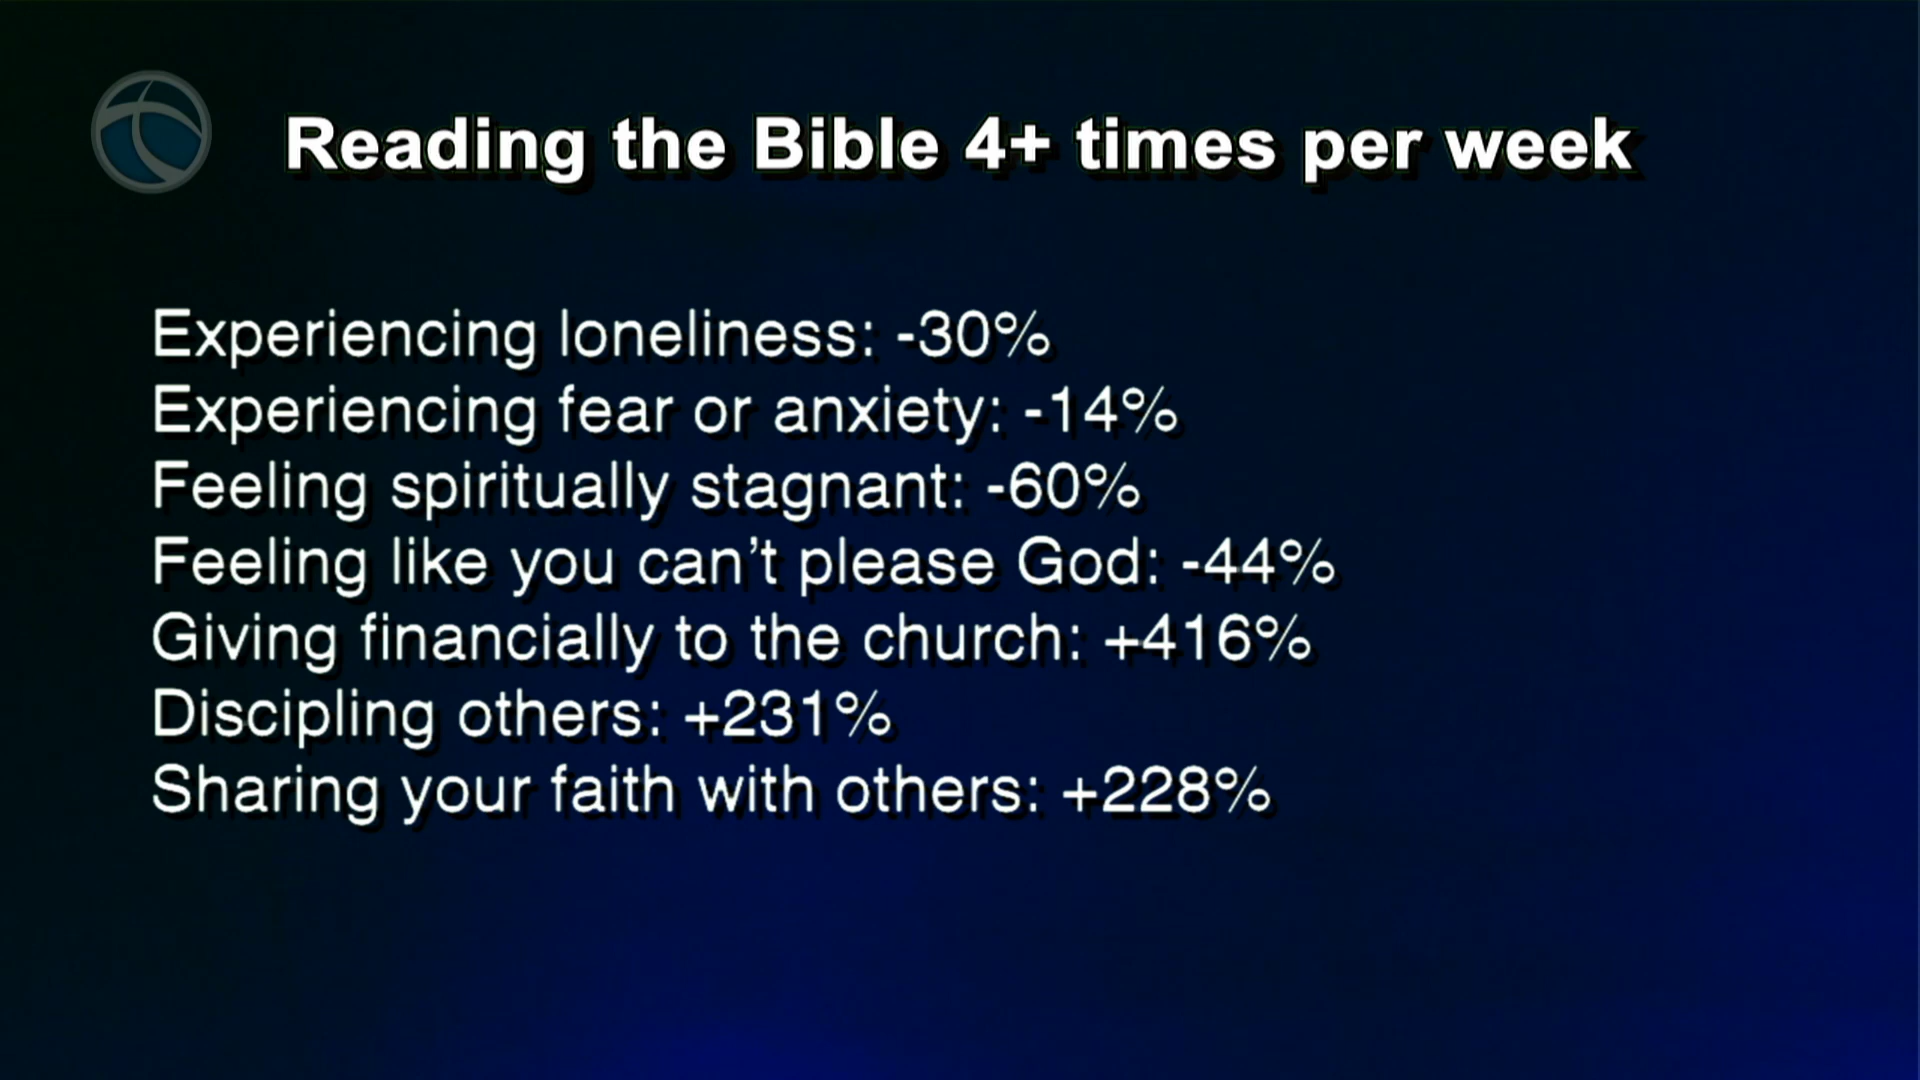 Reading the Bible 4+ times per week
Experiencing loneliness: -30%
Experiencing fear or anxiety: -14%
Feeling spiritually stagnant: -60%
Feeling like you can’t please God: -44%
Giving financially to the church: +416%
Discipling others: +231%
Sharing your faith with others: +228%